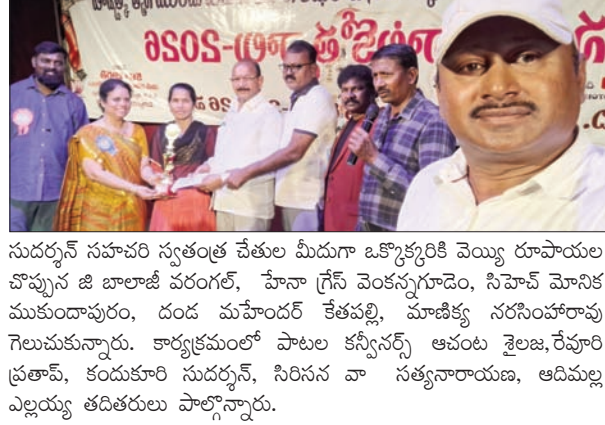 సుదర్శన్ సహచరి స్వతంత్ర చేతుల మీదుగా ఒక్కొక్కరికి వెయ్యి రూపాయల
చొప్పున జి బాలాజీ వరంగల్, హేనా గ్రేస్ వెంకన్నగూడెం, సిహెచ్ మోనిక
ముకుందాపురం, దండ మహేందర్ కేతపల్లి, మాణిక్య నరసింహారావు
గెలుచుకున్నారు. కార్యక్రమంలో పాటల కన్వీనర్స్ ఆచంట శైలజ,రేవూరి
ప్రతాప్, కందుకూరి సుదర్శన్, సిరిసన వా సత్యనారాయణ, ఆదిమల్ల
ఎల్లయ్య తదితరులు పాల్గొన్నారు.